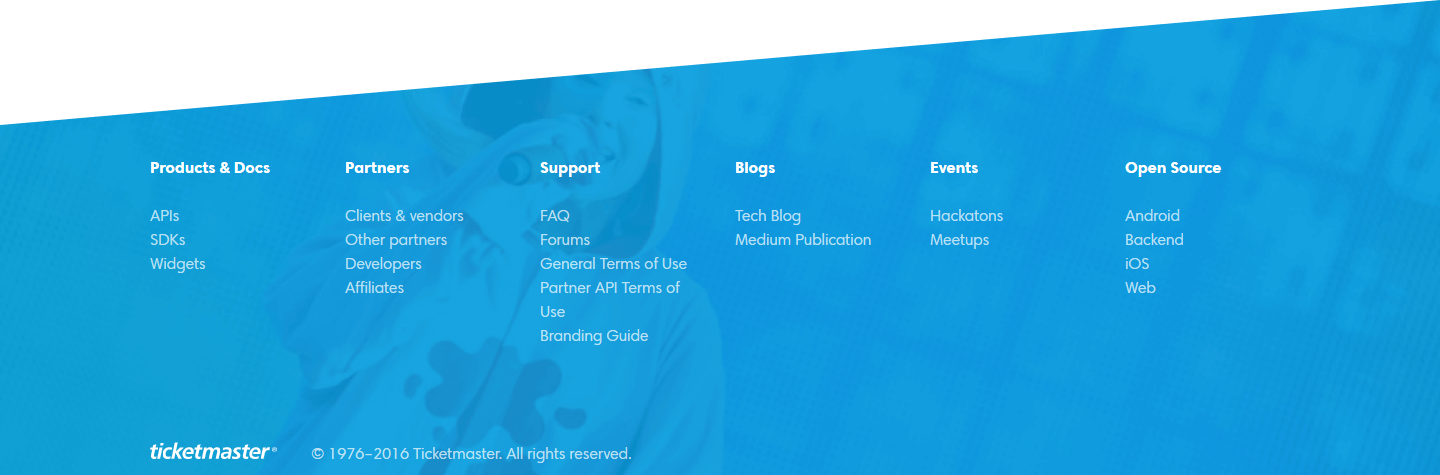 Products & Docs
APIs
SDKs
Widgets
Partners
Clients & vendors
Other partners
Developers
Affiliates
Support
FAQ
Forums
General Terms of Use
Partner API Terms of
Use
Branding Guide
Blogs
Tech Blog
Medium Publication
Events
Hackatons
Meetups
Open Source
Android
Backend
iOS
Web
ticketmaster®
© 1976–2016 Ticketmaster. All rights reserved.